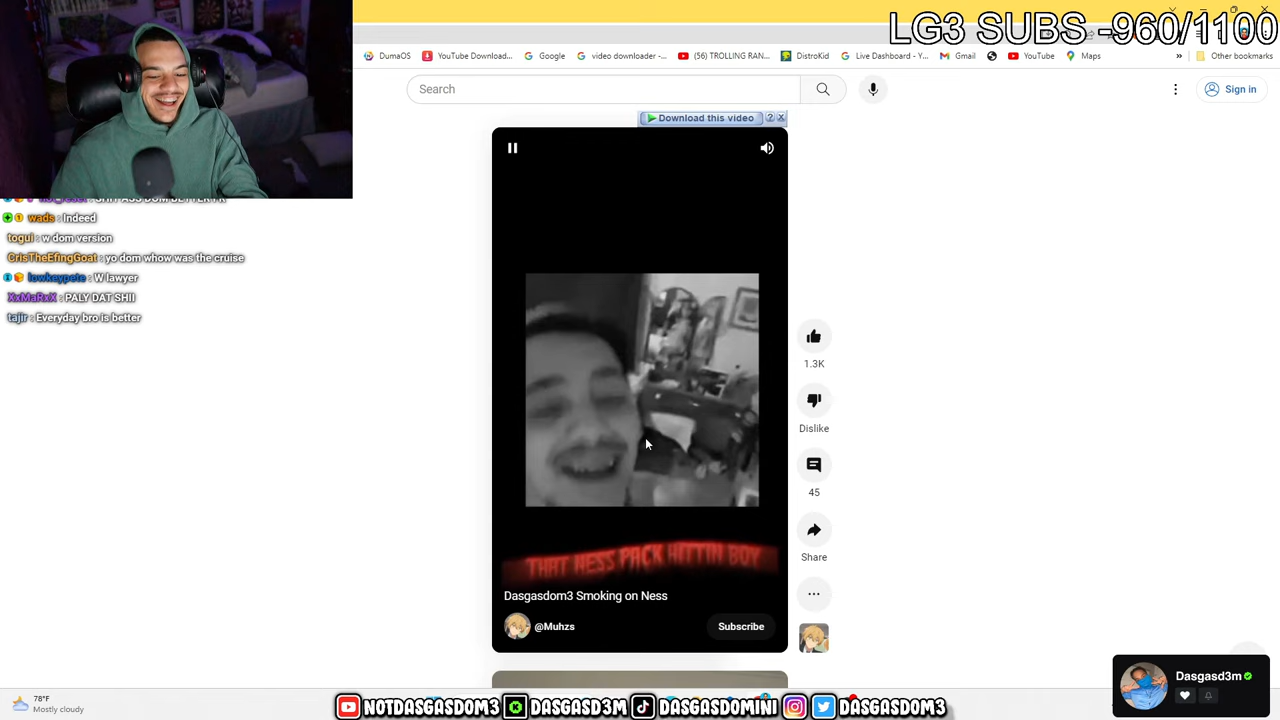 LG3 SUBS -960/1100
DumaOS
YouTube Download...
Google
video downloader -...
(56) TROLLING RAN...
DistroKid
Live Dashboard - Y...
Gmail
YouTube
Maps
»
Other bookmarks
Search
Sign in
Download this video
wads : Indeed
togui : w dom version
CrisTheEfingGoat : yo dom whow was the cruise
lowkeypete : W lawyer
XxMaRxX : PALY DAT SHII
tajir : Everyday bro is better
1.3K
Dislike
45
Share
THAT NESS PACK HITTIN BOY
Dasgasdom3 Smoking on Ness
@Muhzs
Subscribe
Dasgasd3m
78°F
Mostly cloudy
NOTDASGASDOM3
DASGASD3M
DASGASDOMINI
DASGASDOM3